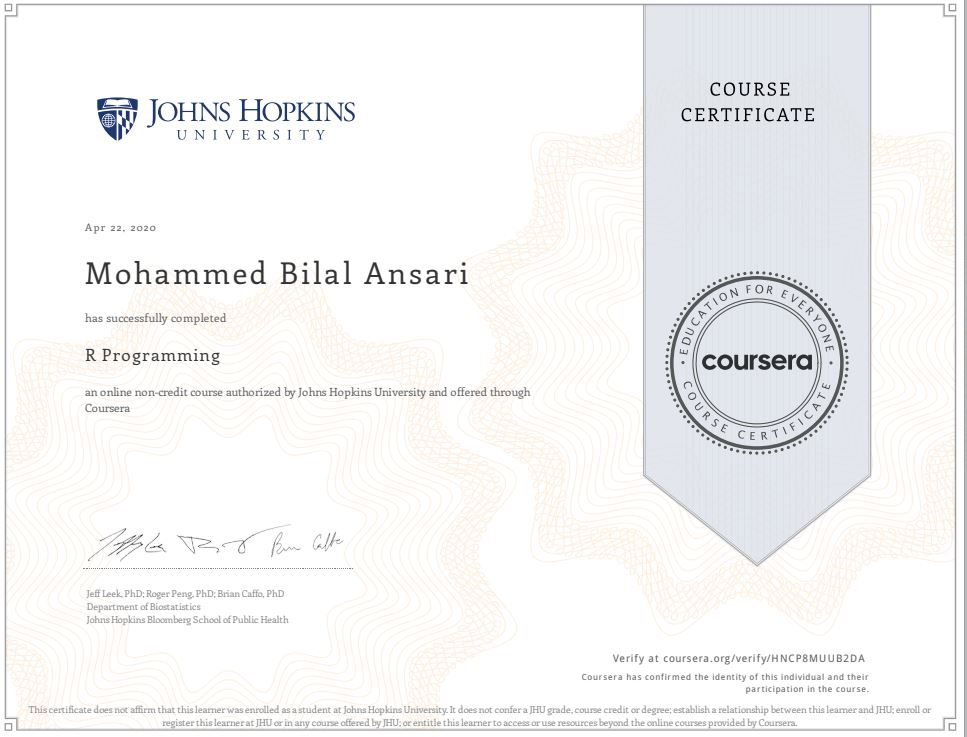 JOHNS HOPKINS
UNIVERSITY
COURSE
CERTIFICATE
Apr 22, 2020
Mohammed Bilal Ansari
has successfully completed
R Programming
an online non-credit course authorized by Johns Hopkins University and offered through
Coursera
EDUCATION FOR EVERYONE
coursera
COURSE CERTIFICATE
Jeff Leek, PhD; Roger Peng, PhD; Brian Caffo, PhD
Department of Biostatistics
Johns Hopkins Bloomberg School of Public Health
Verify at coursera.org/verify/HNCP8MUUB2DA
Coursera has confirmed the identity of this individual and their
participation in the course.
This certificate does not affirm that this learner was enrolled as a student at Johns Hopkins University. It does not confer a JHU grade, course credit or degree; establish a relationship between this learner and JHU; enroll or
register this learner at JHU or in any course offered by JHU; or entitle this learner to access or use resources beyond the online courses provided by Coursera.